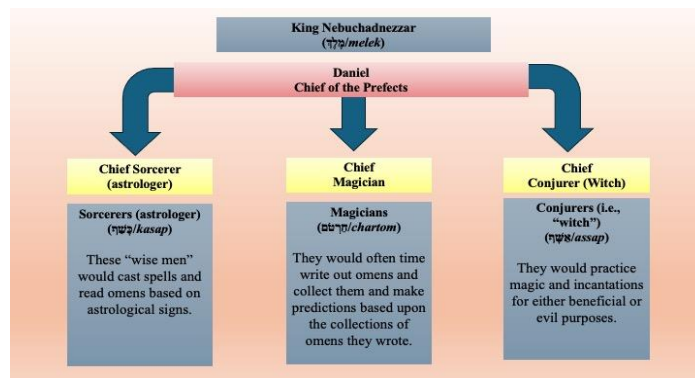 King Nebuchadnezzar
(מֶלֶךְ/melek)
Daniel
Chief of the Prefects
Chief Sorcerer
(astrologer)
Chief
Magician
Chief
Conjurer (Witch)
Sorcerers (astrologer)
(כַּשָּׁף/kasap)
These “wise men”
would cast spells and
read omens based on
astrological signs.
Magicians
(חַרְטֹם/chartom)
They would often time
write out omens and
collect them and make
predictions based upon
the collections of
omens they wrote.
Conjurers (i.e.,
“witch”)
(אַשָּׁף/assap)
They would practice
magic and incantations
for either beneficial or
evil purposes.